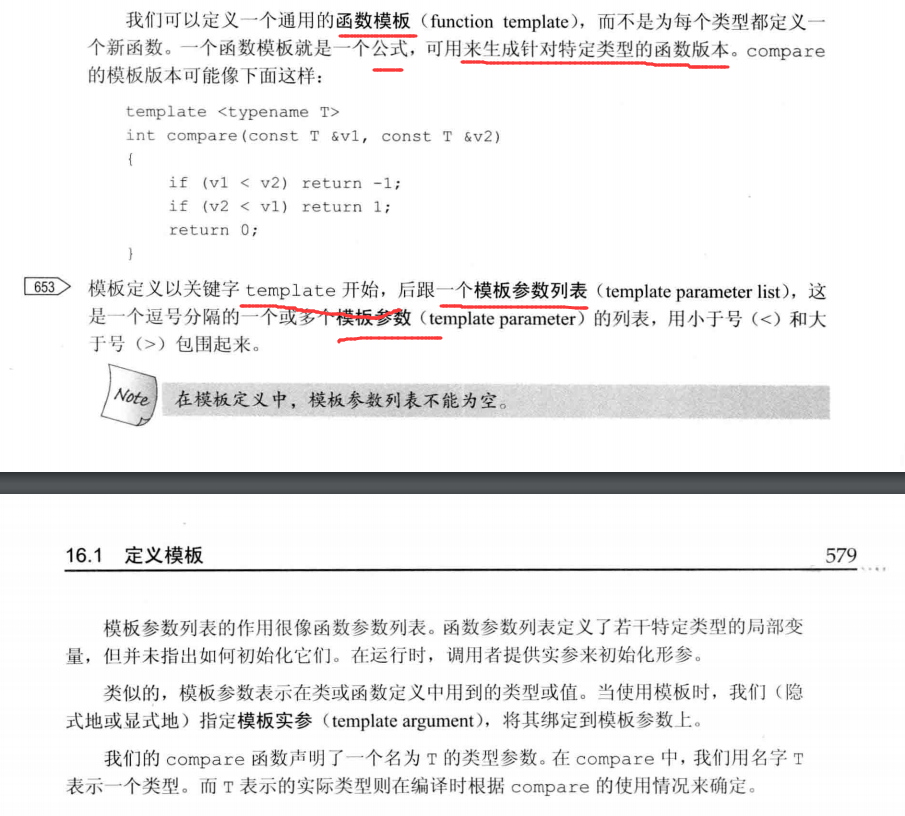 我们可以定义一个通用的函数模板（function template），而不是为每个类型都定义一
个新函数。一个函数模板就是一个公式，可用来生成针对特定类型的函数版本。compare
的模板版本可能像下面这样：
template <typename T>
int compare(const T &v1, const T &v2)
{
if (v1 < v2) return -1;
if (v2 < v1) return 1;
return 0;
}
653 模板定义以关键字 template 开始，后跟一个模板参数列表（template parameter list），这
是一个逗号分隔的一个或多个模板参数（template parameter）的列表，用小于号（<）和大
于号（>）包围起来。
Note 在模板定义中，模板参数列表不能为空。
16.1 定义模板 579
模板参数列表的作用很像函数参数列表。函数参数列表定义了若干特定类型的局部变
量，但并未指出如何初始化它们。在运行时，调用者提供实参来初始化形参。
类似的，模板参数表示在类或函数定义中用到的类型或值。当使用模板时，我们（隐
式地或显式地）指定模板实参（template argument），将其绑定到模板参数上。
我们的 compare 函数声明了一个名为 T 的类型参数。在 compare 中，我们用名字 T
表示一个类型。而 T 表示的实际类型则在编译时根据 compare 的使用情况来确定。